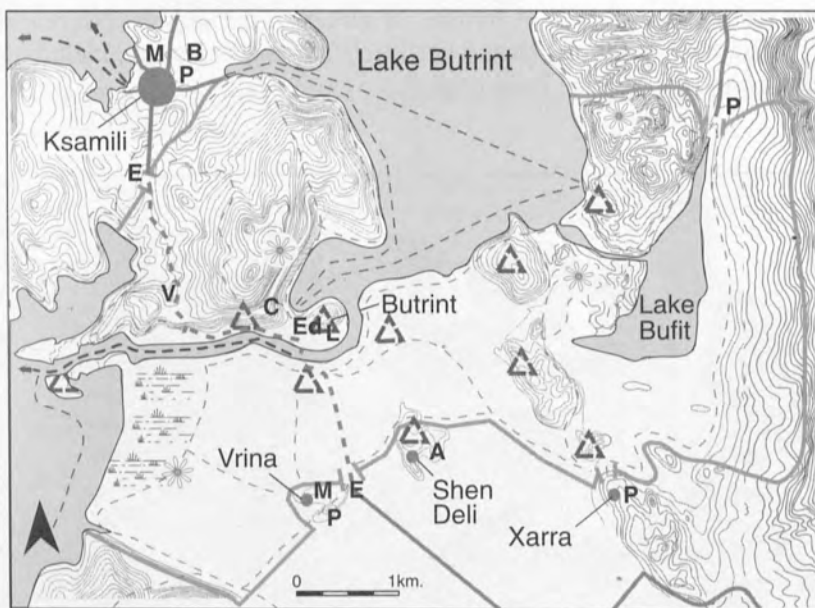 M B
P
Lake Butrint
Ksamili
P
E
V
C
Butrint
Ed
L
Lake
Bufit
Vrina
M
E
P
A
Shen
Deli
P
Xarra
0 1km.